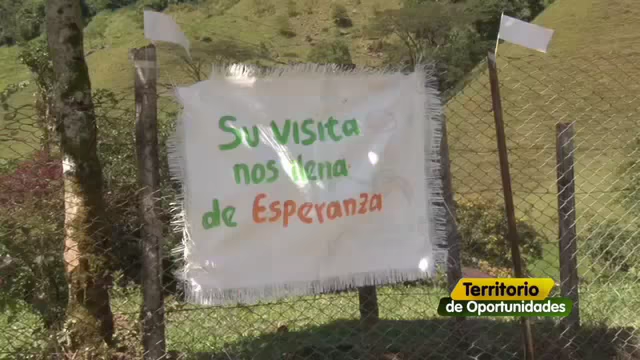 Su visita
nos llena
de Esperanza
Territorio
de Oportunidades